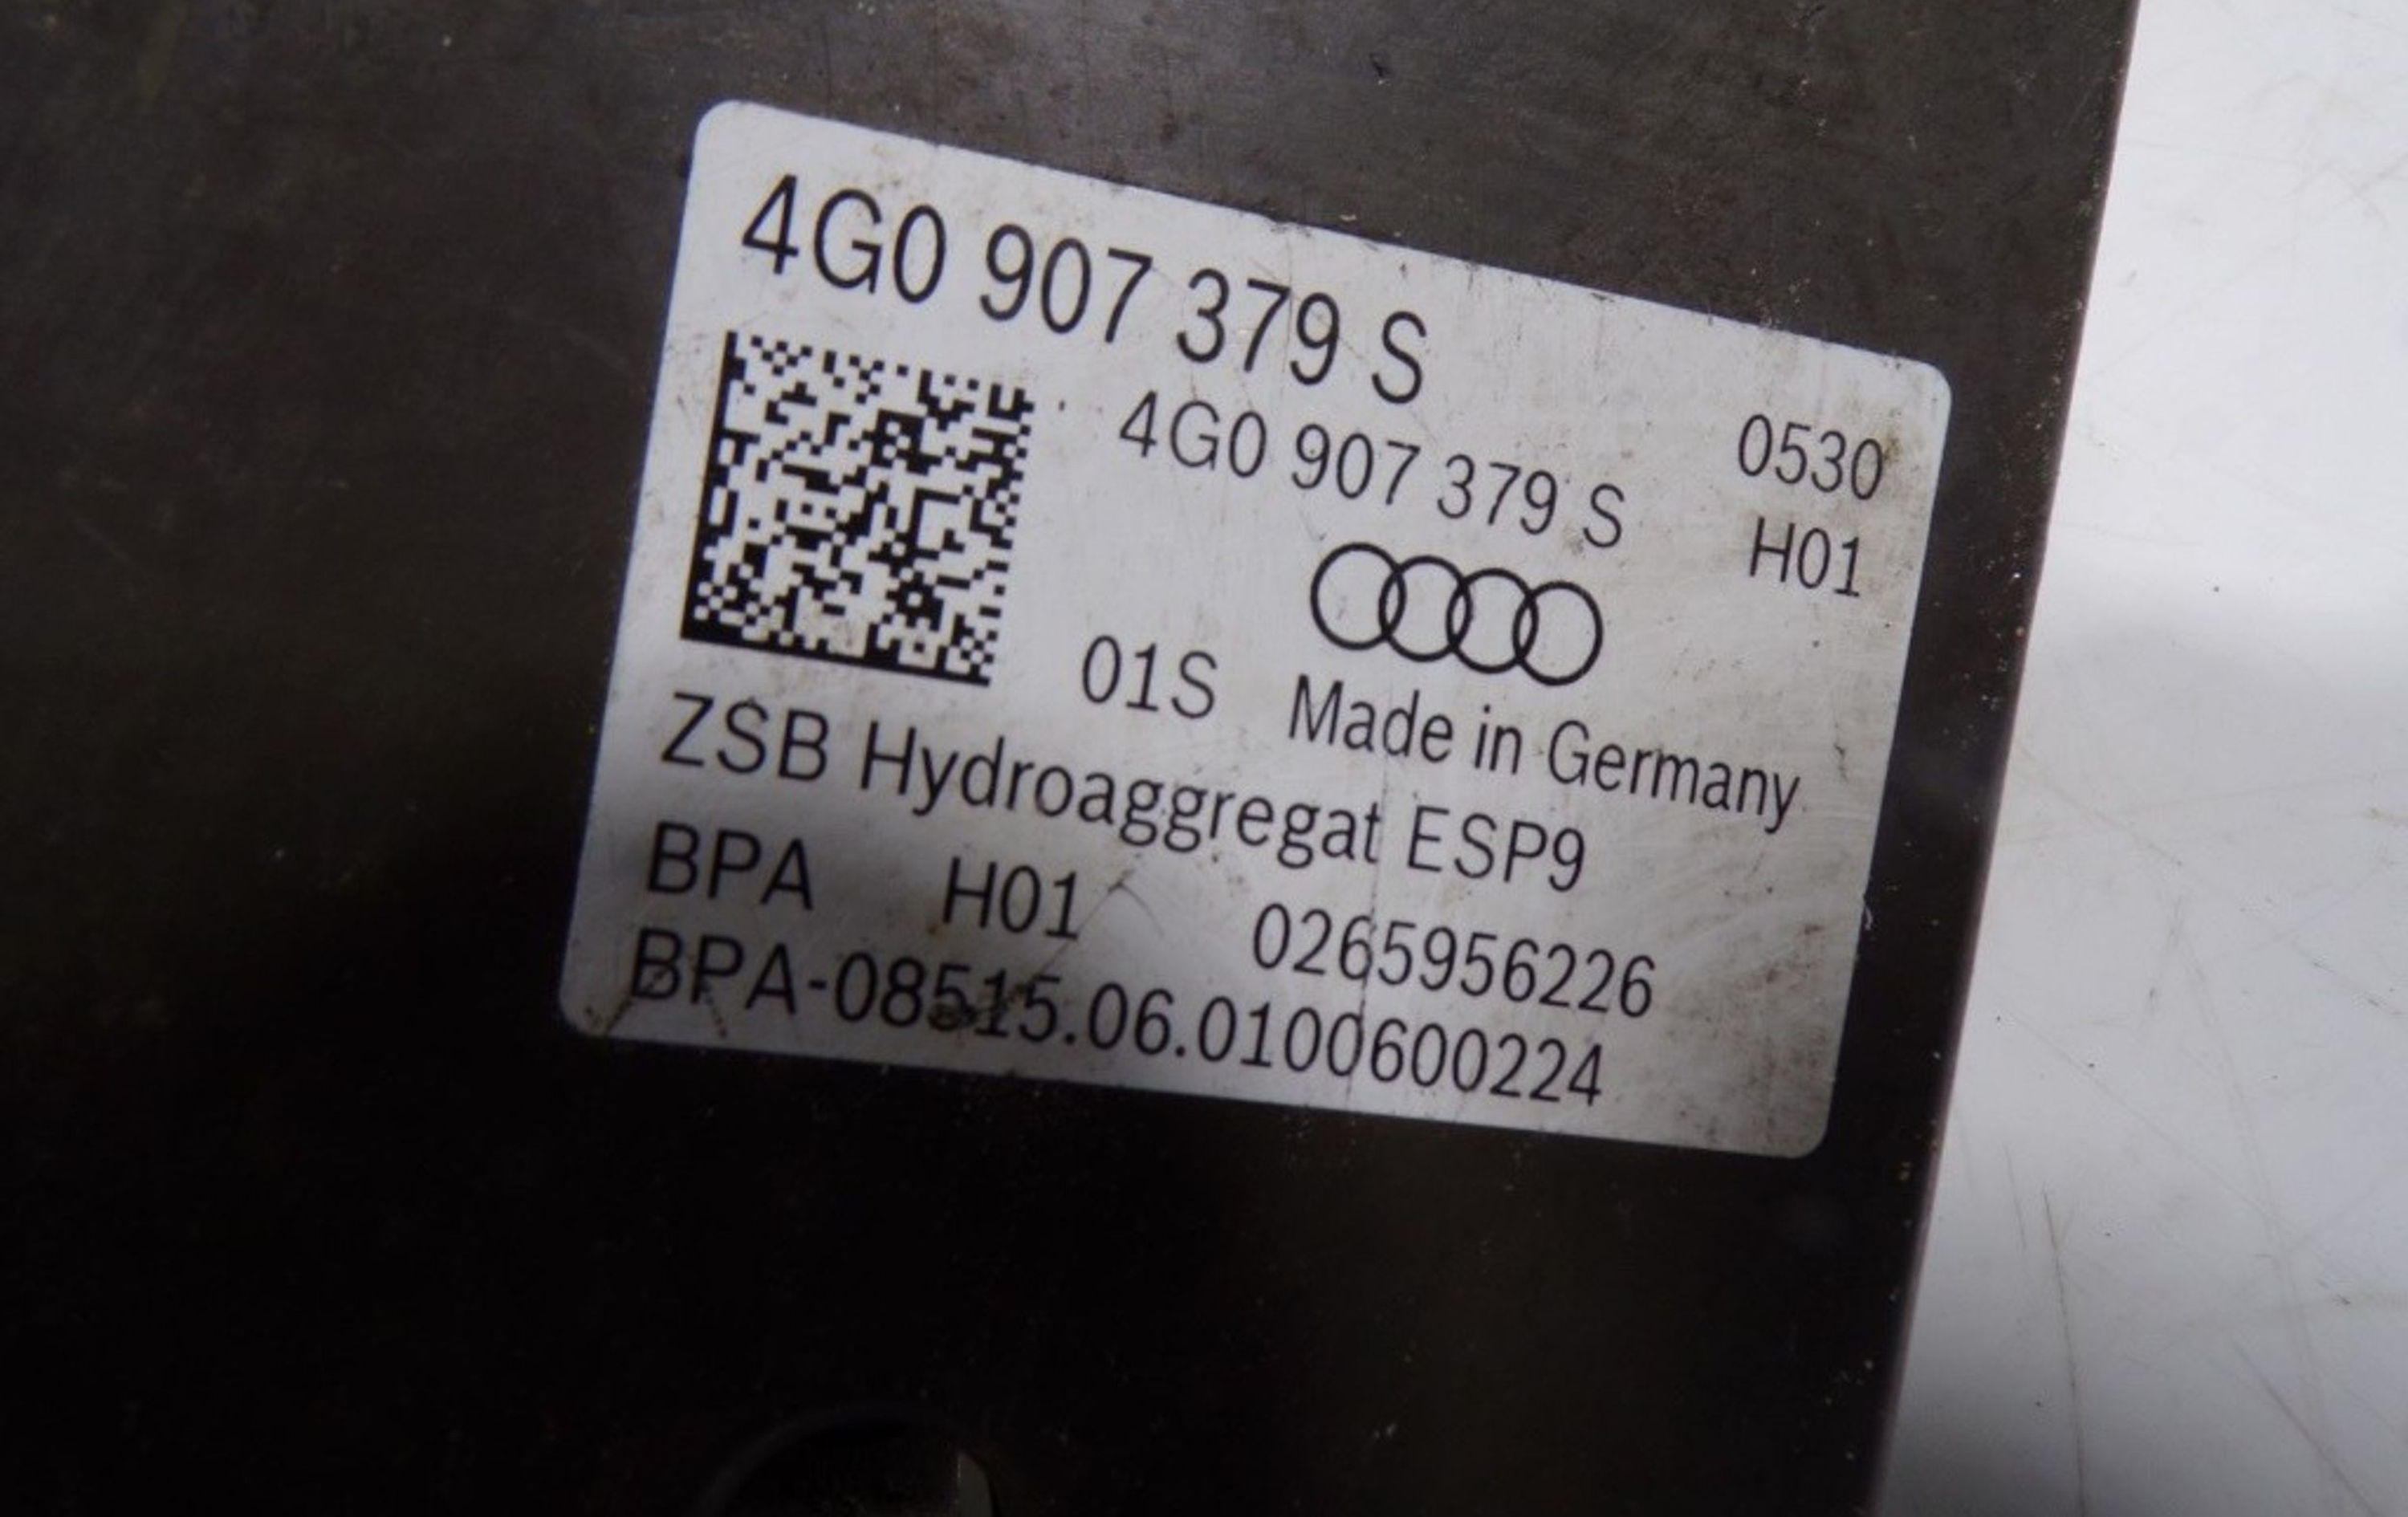 4G0 907 379 S
4G0 907 379 S 0530
H01
01S Made in Germany
ZSB Hydroaggregat ESP9
BPA H01 0265956226
BPA-08515.06.0100600224